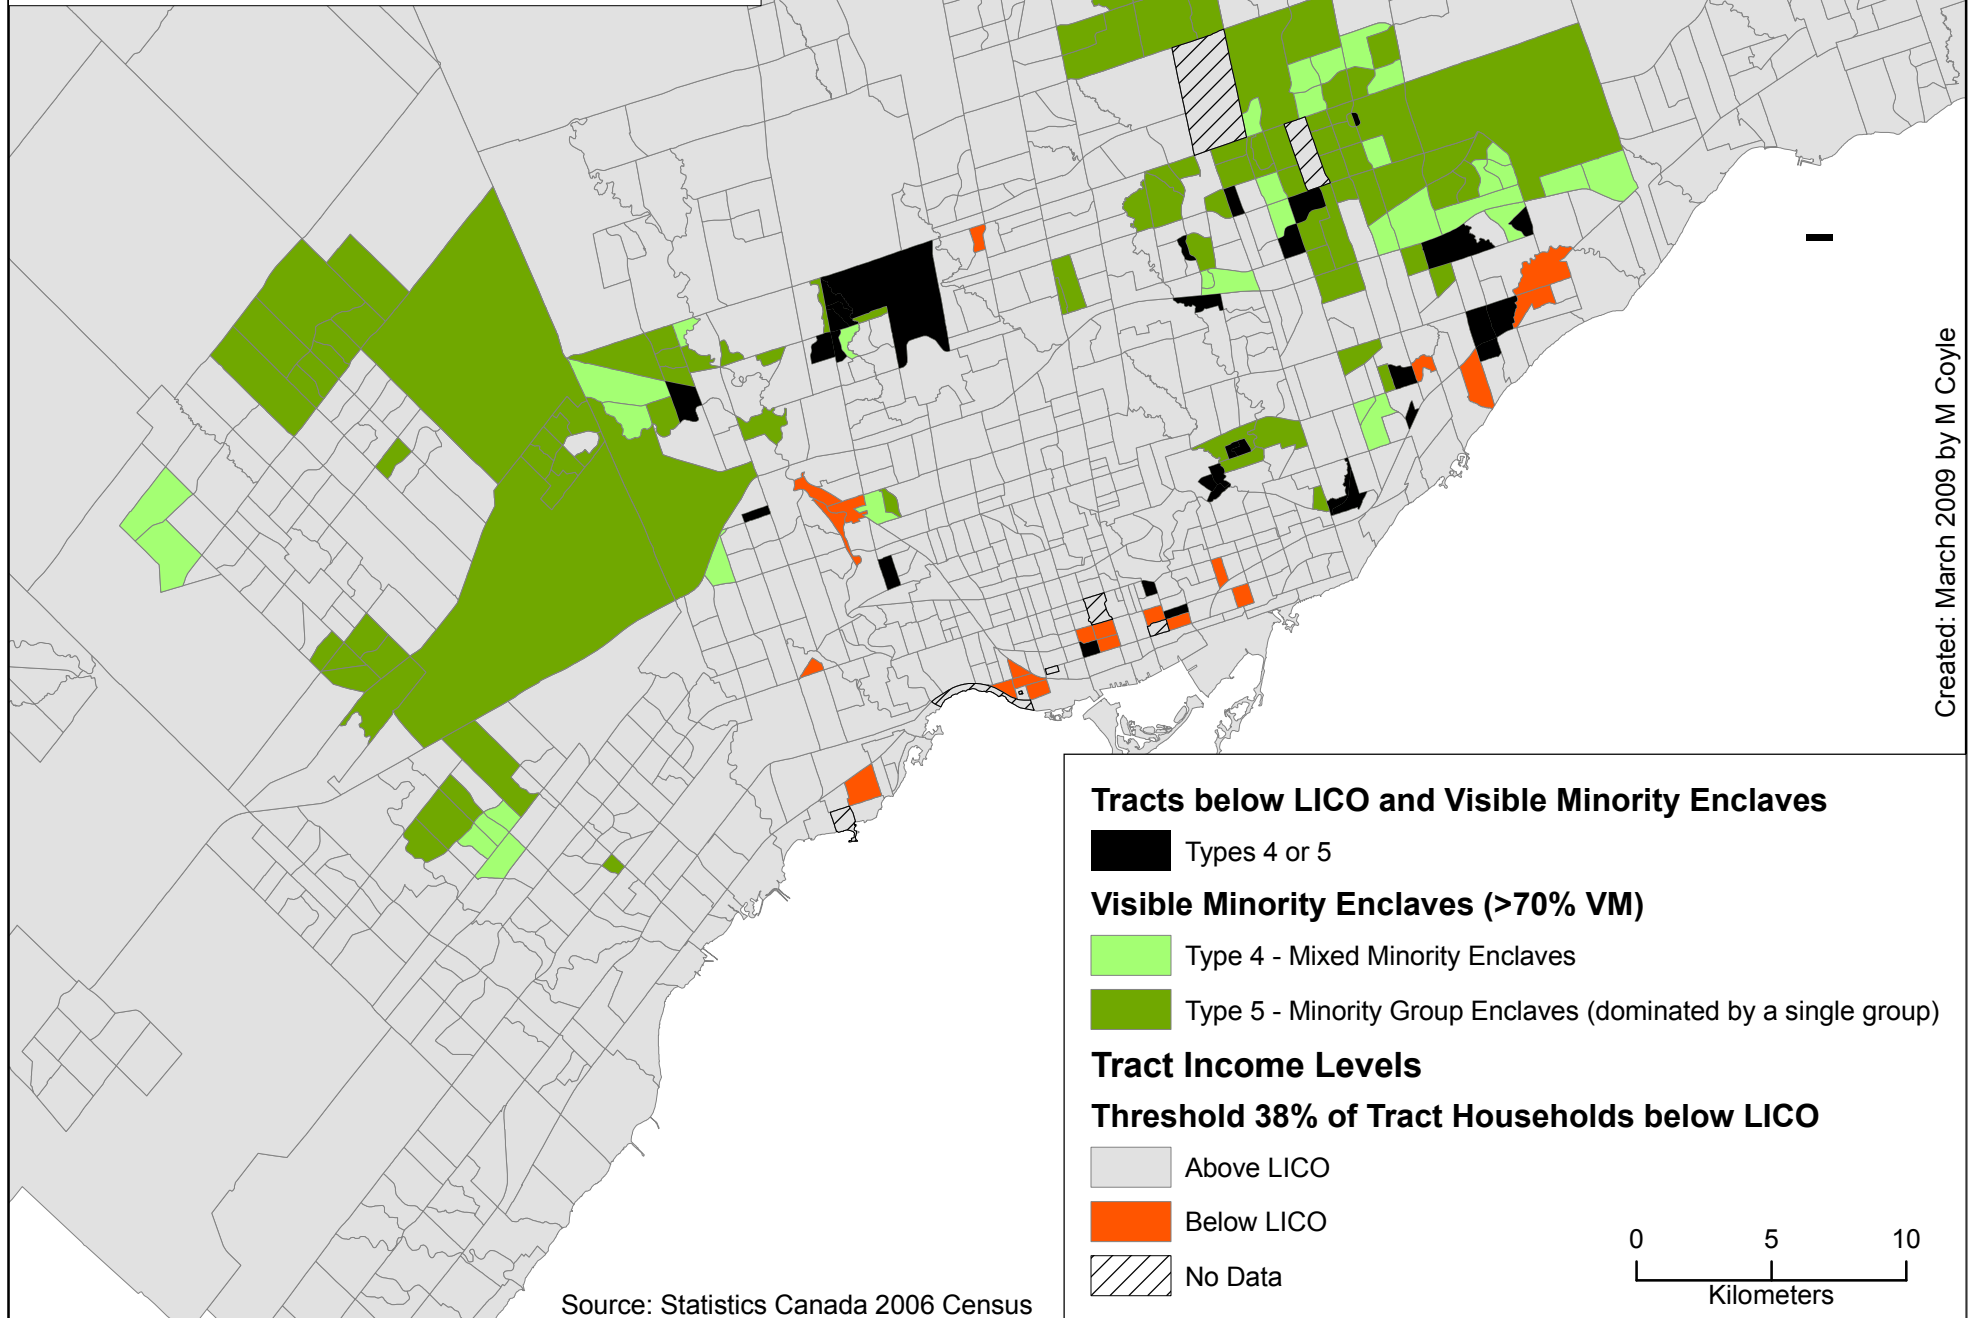 Created: March 2009 by M Coyle
Tracts below LICO and Visible Minority Enclaves
Types 4 or 5
Visible Minority Enclaves (>70% VM)
Type 4 - Mixed Minority Enclaves
Type 5 - Minority Group Enclaves (dominated by a single group)
Tract Income Levels
Threshold 38% of Tract Households below LICO
Above LICO
Below LICO
No Data
0 5 10
Kilometers
Source: Statistics Canada 2006 Census